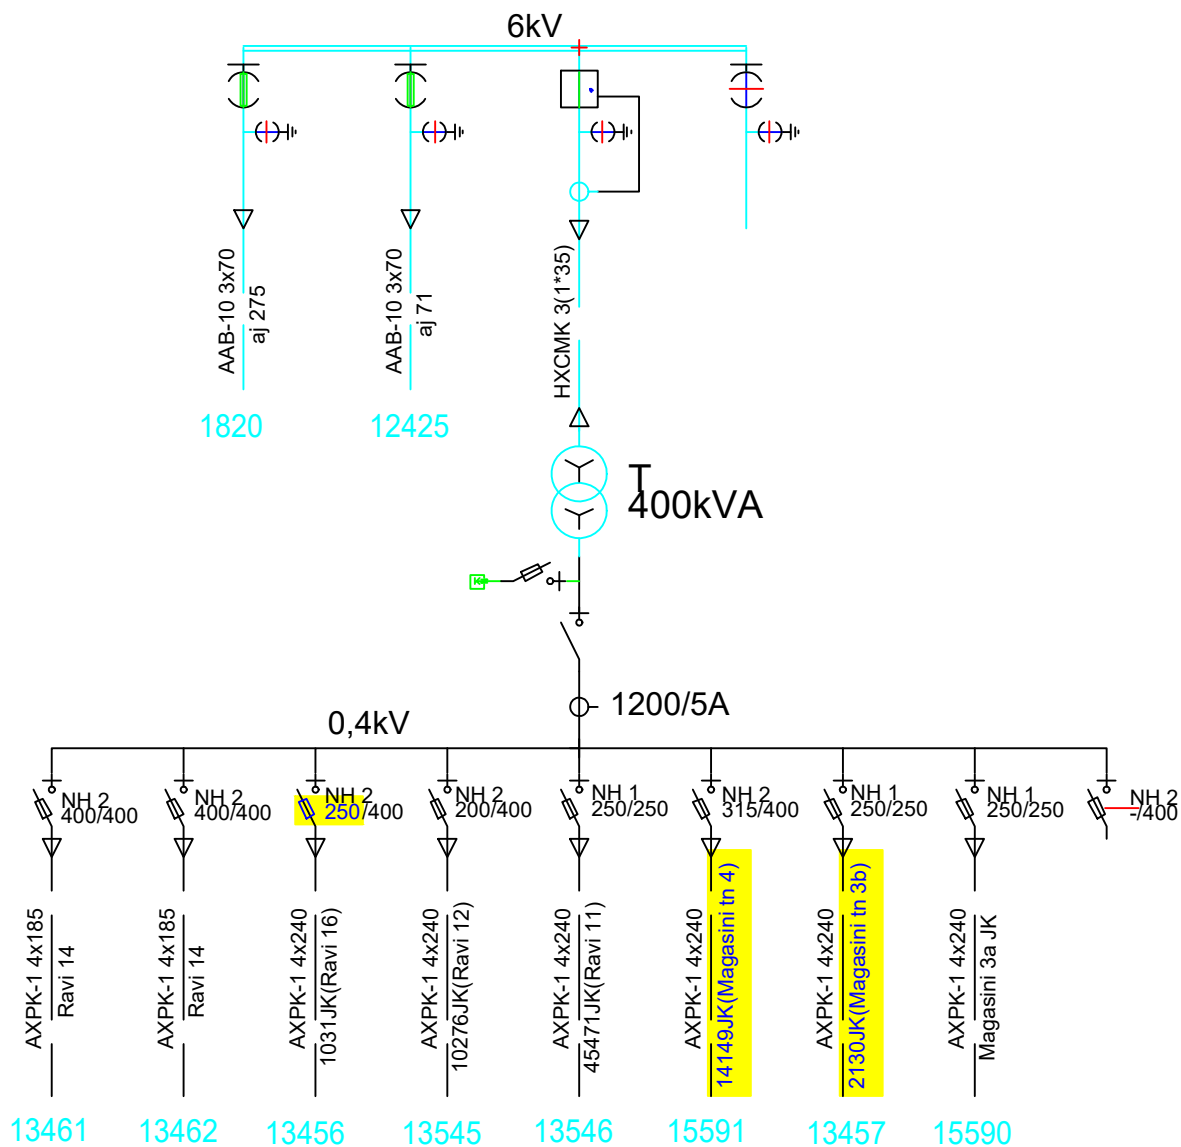 6kV
AAB-10 3x70
aj 275
AAB-10 3x70
aj 71
HXCMK 3(1*35)
1820
12425
T
400kVA
1200/5A
0,4kV
NH 2
400/400
NH 2
400/400
NH 2
250/400
NH 2
200/400
NH 1
250/250
NH 2
315/400
NH 1
250/250
NH 1
250/250
NH 2
-/400
AXPK-1 4x185
Ravi 14
AXPK-1 4x185
Ravi 14
AXPK-1 4x240
1031JK(Ravi 16)
AXPK-1 4x240
10276JK(Ravi 12)
AXPK-1 4x240
45471JK(Ravi 11)
AXPK-1 4x240
14149JK(Magasini tn 4)
AXPK-1 4x240
2130JK(Magasini tn 3b)
AXPK-1 4x240
Magasini 3a JK
13461
13462
13456
13545
13546
15591
13457
15590